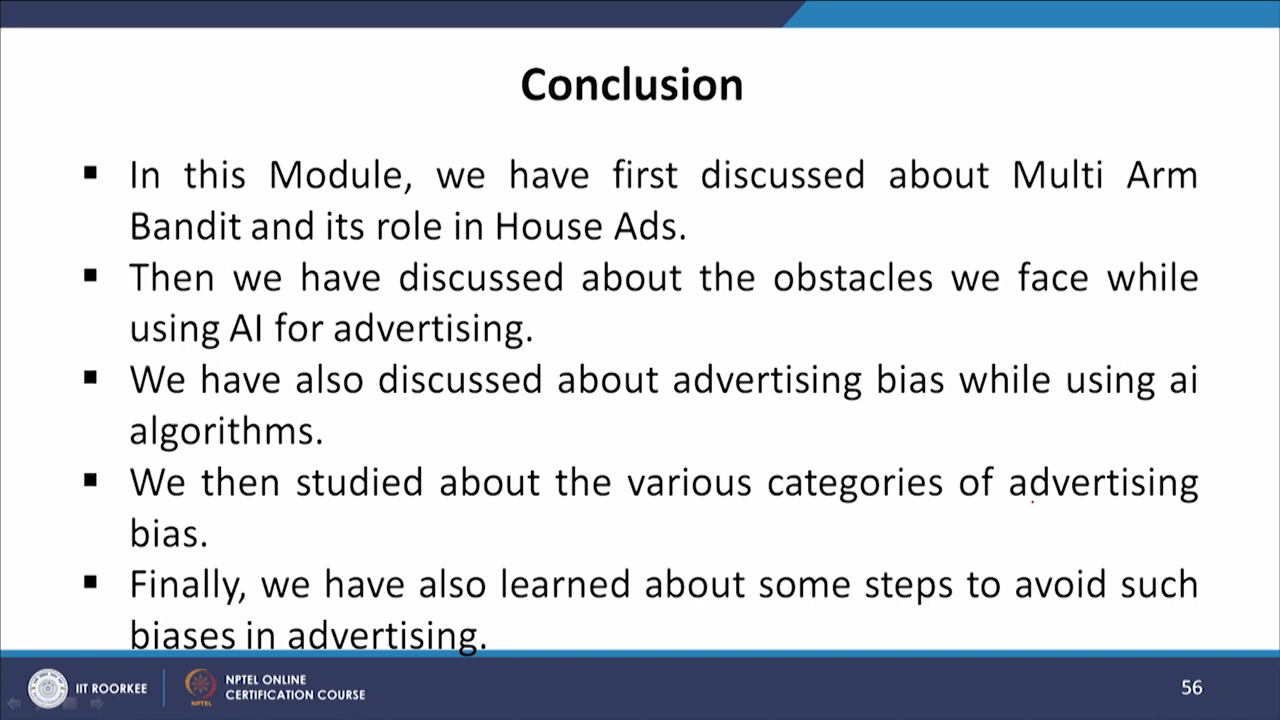 Conclusion
▪ In this Module, we have first discussed about Multi Arm
Bandit and its role in House Ads.
▪ Then we have discussed about the obstacles we face while
using AI for advertising.
▪ We have also discussed about advertising bias while using ai
algorithms.
▪ We then studied about the various categories of advertising
bias.
▪ Finally, we have also learned about some steps to avoid such
biases in advertising.
IIT ROORKEE
NPTEL
NPTEL ONLINE
CERTIFICATION COURSE
56